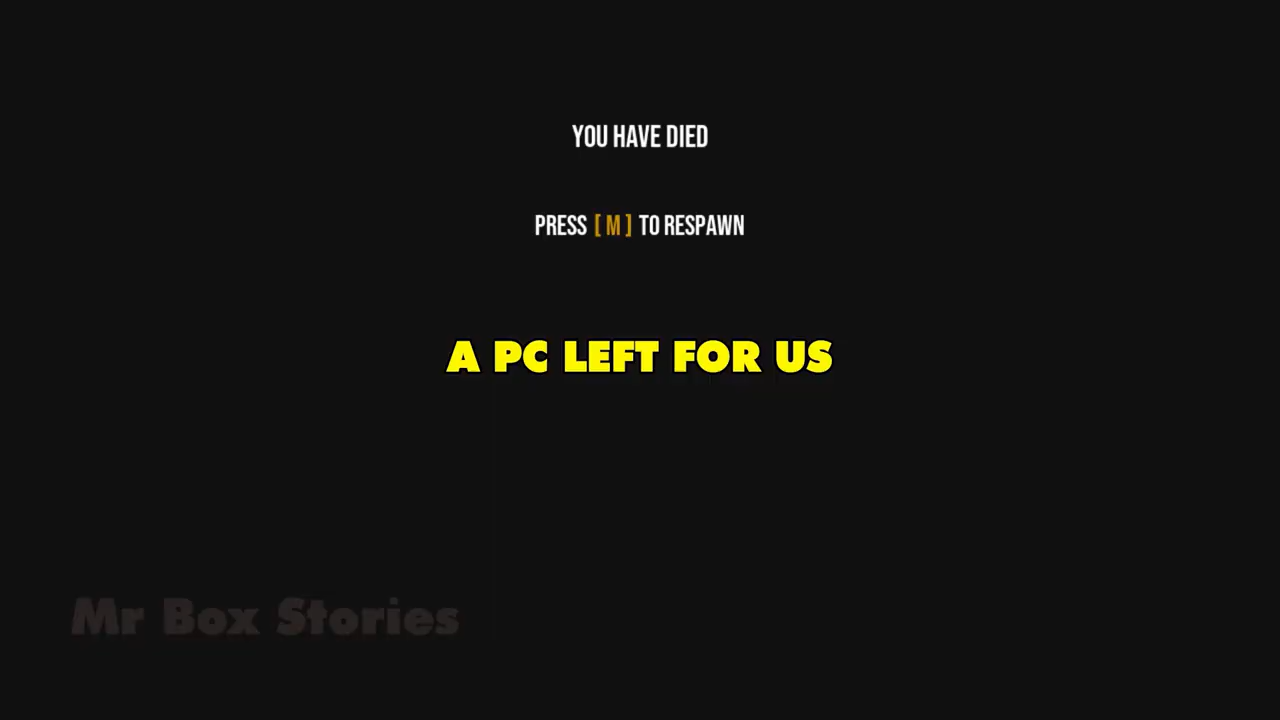 YOU HAVE DIED
PRESS [ M ] TO RESPAWN
A PC LEFT FOR US
Mr Box Stories